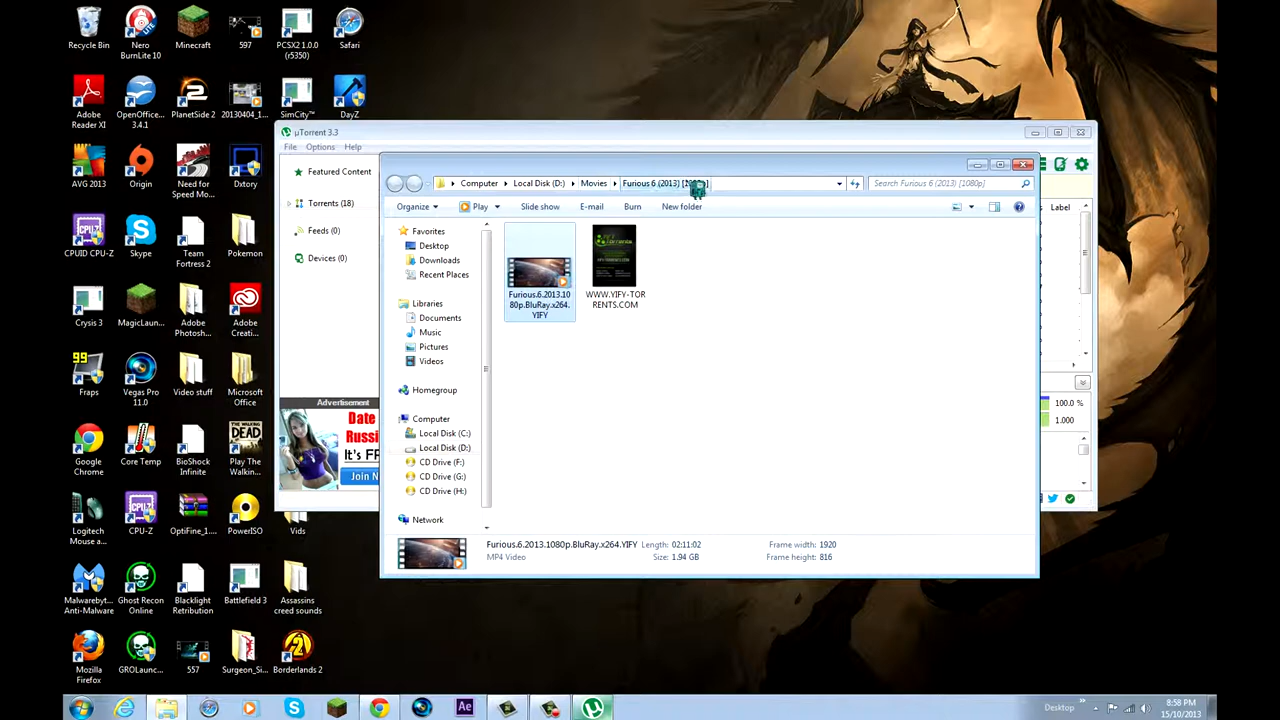 Recycle Bin
Nero BurnLite 10
Minecraft
597
PCSX2 1.0.0 (r5350)
Safari
Adobe Reader XI
OpenOffice... 3.4.1
PlanetSide 2
20130404_1...
SimCity™
DayZ
AVG 2013
Origin
Need for Speed Mo...
Dxtory
CPUID CPU-Z
Skype
Team Fortress 2
Pokemon
Crysis 3
MagicLaun...
Adobe Photosh...
Adobe Creati...
99
Fraps
Vegas Pro 11.0
Video stuff
Microsoft Office
Google Chrome
Core Temp
BioShock Infinite
Play The Walkin...
Logitech Mouse a...
CPU-Z
OptiFine_1....
PowerISO
Vids
Malwarebyt... Anti-Malware
Ghost Recon Online
Blacklight Retribution
Battlefield 3
Assassins creed sounds
Mozilla Firefox
GROLaunc...
557
Surgeon_Si...
Borderlands 2
µTorrent 3.3
File Options Help
Featured Content
Torrents (18)
Feeds (0)
Devices (0)
Advertisement
Label
100.0 %
1.000
Computer Local Disk (D:) Movies Furious 6 (2013) [1080p]
Search Furious 6 (2013) [1080p]
Organize Play Slide show E-mail Burn New folder
Favorites
Desktop
Downloads
Recent Places
Libraries
Documents
Music
Pictures
Videos
Homegroup
Computer
Local Disk (C:)
Local Disk (D:)
CD Drive (F:)
CD Drive (G:)
CD Drive (H:)
Network
Furious.6.2013.10
80p.BluRay.x264.
YIFY
WWW.YIFY-TOR
RENTS.COM
Furious.6.2013.1080p.BluRay.x264.YIFY Length: 02:11:02 Frame width: 1920
MP4 Video Size: 1.94 GB Frame height: 816
Desktop
8:58 PM
15/10/2013